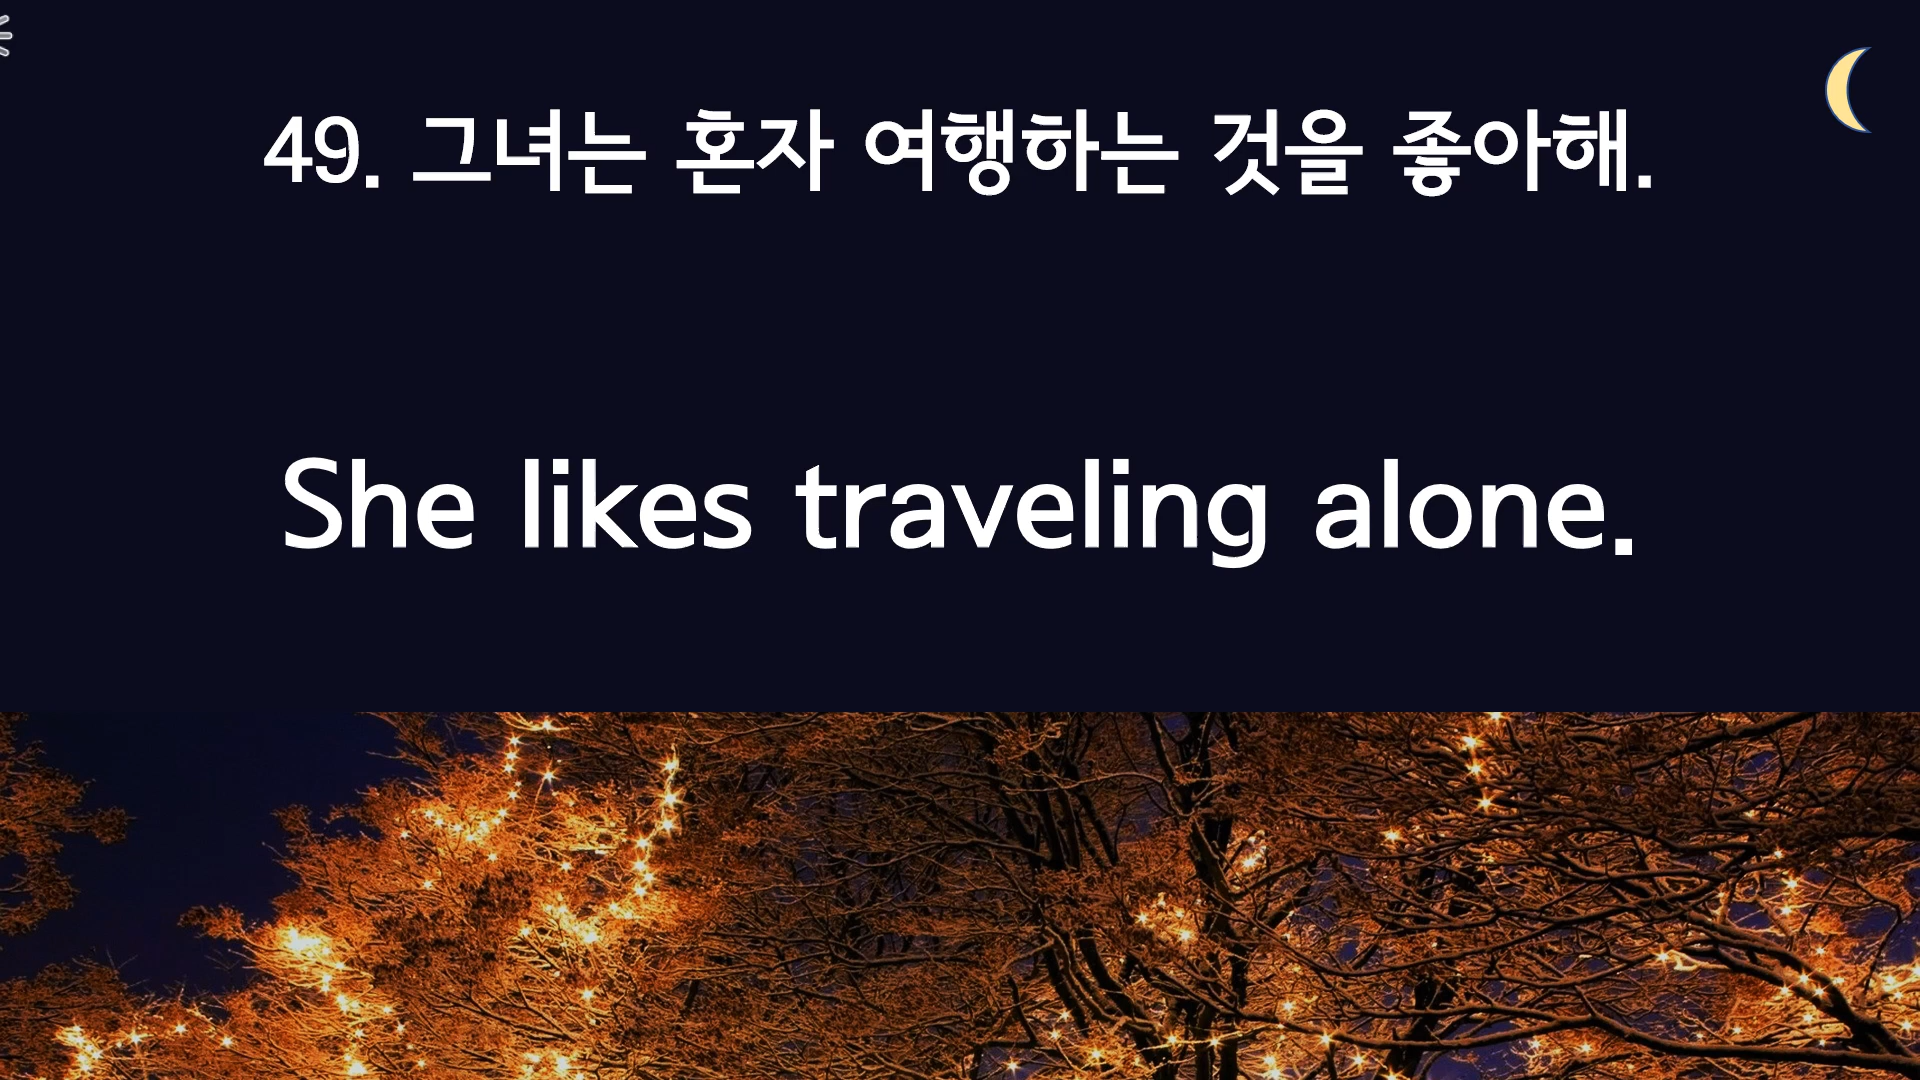 49. 그녀는 혼자 여행하는 것을 좋아해.
She likes traveling alone.